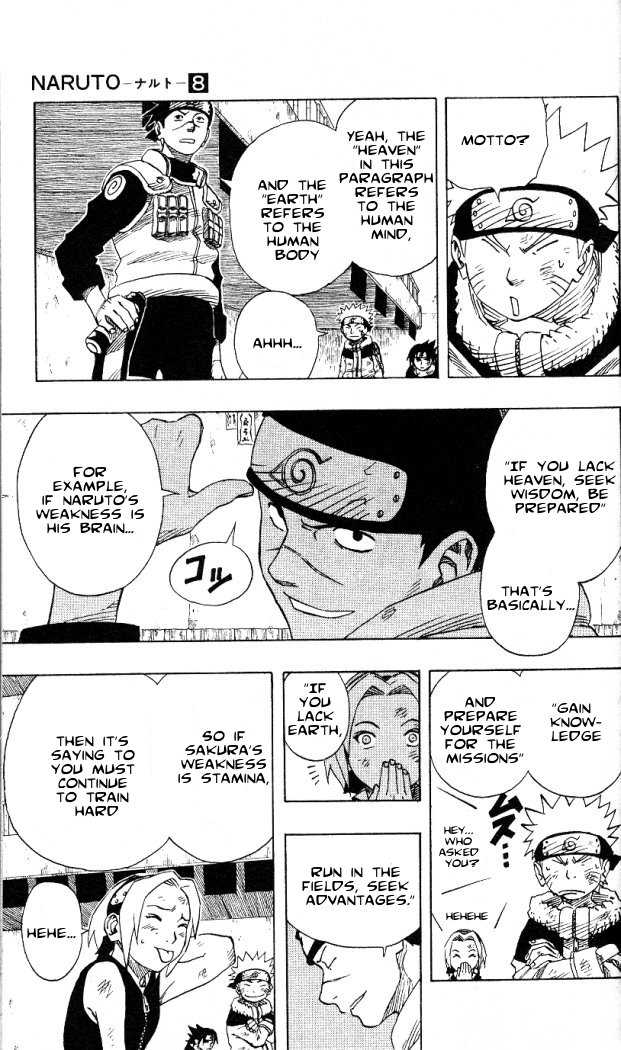 NARUTO—ナルト—8
MOTTO?
YEAH, THE
"HEAVEN"
IN THIS
PARAGRAPH
REFERS
TO THE
HUMAN
MIND,
AND THE
"EARTH"
REFERS
TO THE
HUMAN
BODY
AHHH...
"IF YOU LACK
HEAVEN, SEEK
WISDOM, BE
PREPARED"
THAT'S
BASICALLY...
コッ
FOR
EXAMPLE,
IF NARUTO'S
WEAKNESS IS
HIS BRAIN...
"GAIN
KNOW-
LEDGE
AND
PREPARE
YOURSELF
FOR THE
MISSIONS"
ムス…
HEY...
WHO
ASKED
YOU?
HEHEHE
"IF
YOU
LACK
EARTH,
RUN IN THE
FIELDS, SEEK
ADVANTAGES."
SO IF
SAKURA'S
WEAKNESS
IS STAMINA,
THEN IT'S
SAYING TO
YOU MUST
CONTINUE
TO TRAIN
HARD
HEHE...